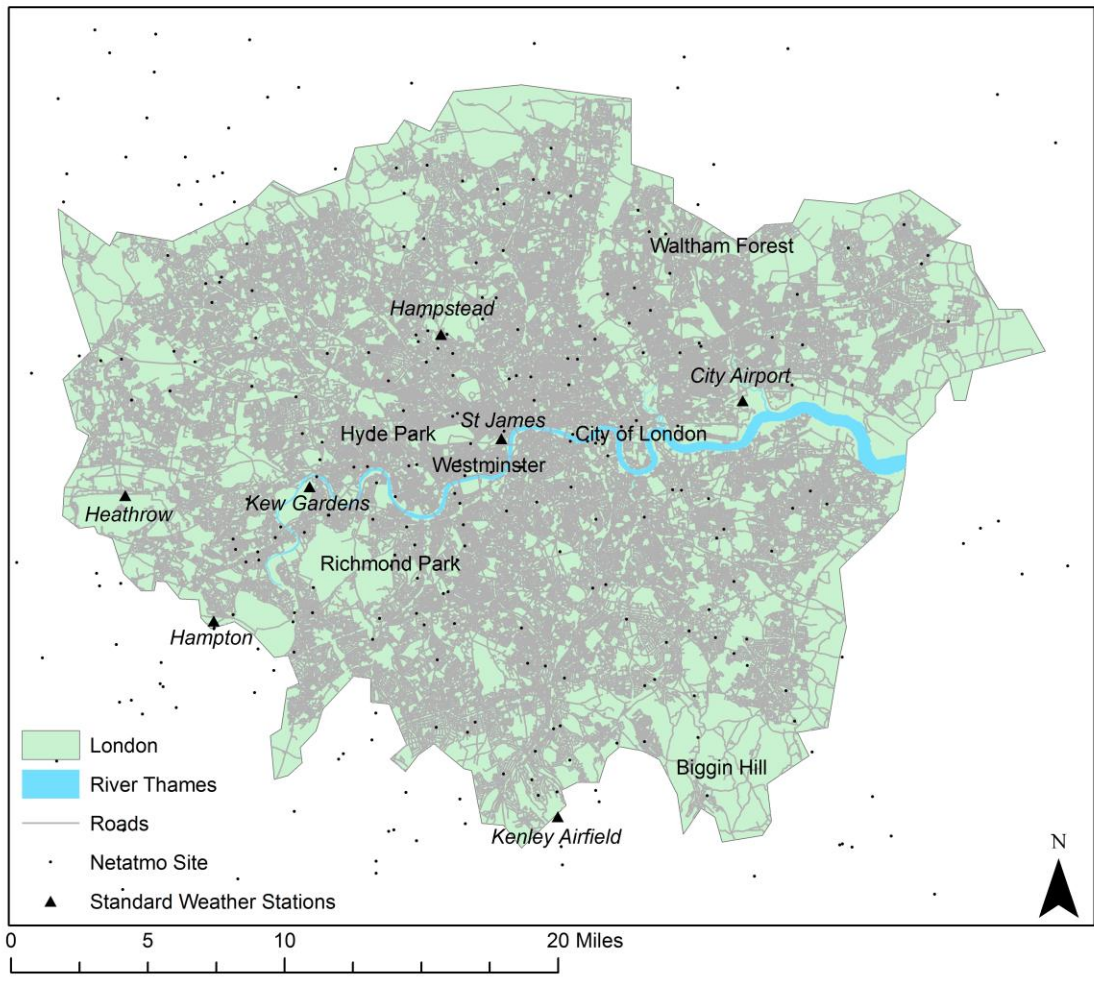 Waltham Forest
Hampstead
City Airport
St James
Hyde Park
City of London
Westminster
Kew Gardens
Heathrow
Richmond Park
Hampton
London
River Thames
Biggin Hill
Roads
Kenley Airfield
Netatmo Site
N
Standard Weather Stations
0 5 10 20 Miles